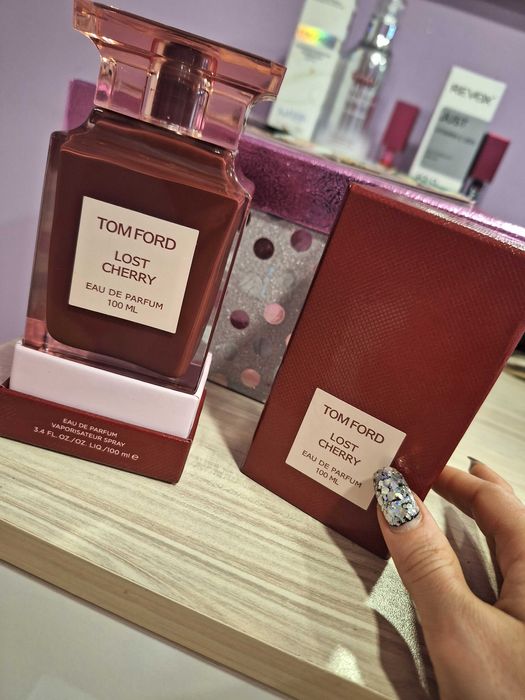 TOM FORD
LOST
CHERRY
EAU DE PARFUM
100 ML
EAU DE PARFUM
VAPORISATEUR SPRAY
3.4 FL. OZ./OZ. LIQ./100 ml e
TOM FORD
LOST
CHERRY
EAU DE PARFUM
100 ML
REVOX
JUST